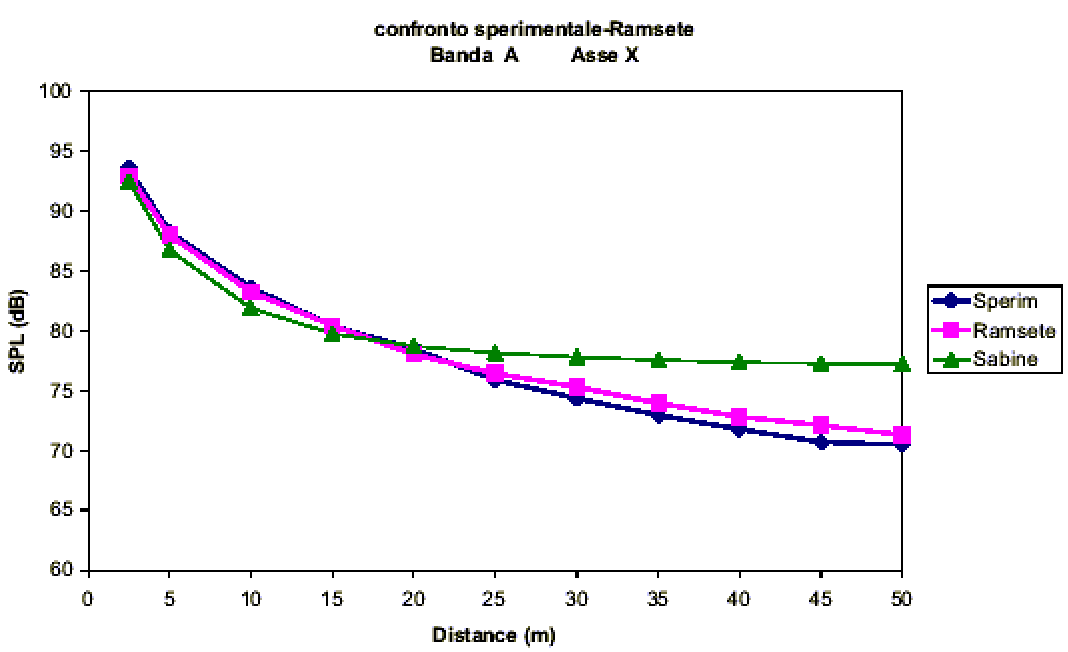 confronto sperimentale-Ramsete
Banda A Asse X
100
95
90
85
80
75
70
65
60
SPL (dB)
0 5 10 15 20 25 30 35 40 45 50
Distance (m)
Sperim
Ramsete
Sabine